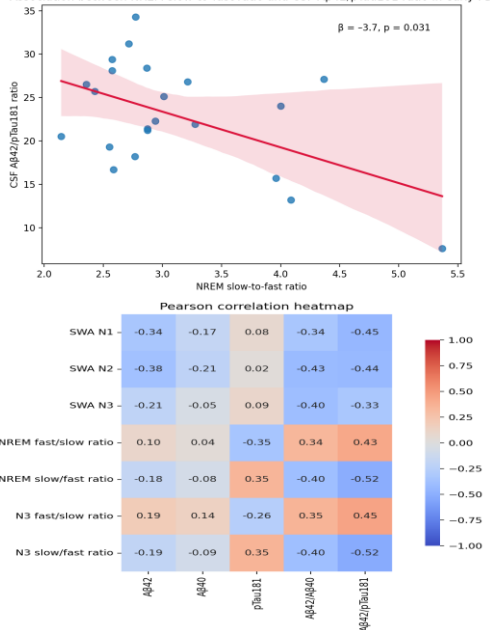 β = –3.7, p = 0.031
CSF Aβ42/pTau181 ratio
35
30
25
20
15
10
2.0 2.5 3.0 3.5 4.0 4.5 5.0 5.5
NREM slow-to-fast ratio
Pearson correlation heatmap
SWA N1 -0.34 -0.17 0.08 -0.34 -0.45
SWA N2 -0.38 -0.21 0.02 -0.43 -0.44
SWA N3 -0.21 -0.05 0.09 -0.40 -0.33
NREM fast/slow ratio 0.10 0.04 -0.35 0.34 0.43
NREM slow/fast ratio -0.18 -0.08 0.35 -0.40 -0.52
N3 fast/slow ratio 0.19 0.14 -0.26 0.35 0.45
N3 slow/fast ratio -0.19 -0.09 0.35 -0.40 -0.52
Aβ42
Aβ40
pTau181
Aβ42/Aβ40
Aβ42/pTau181
1.00
0.75
0.50
0.25
0.00
−0.25
−0.50
−0.75
−1.00